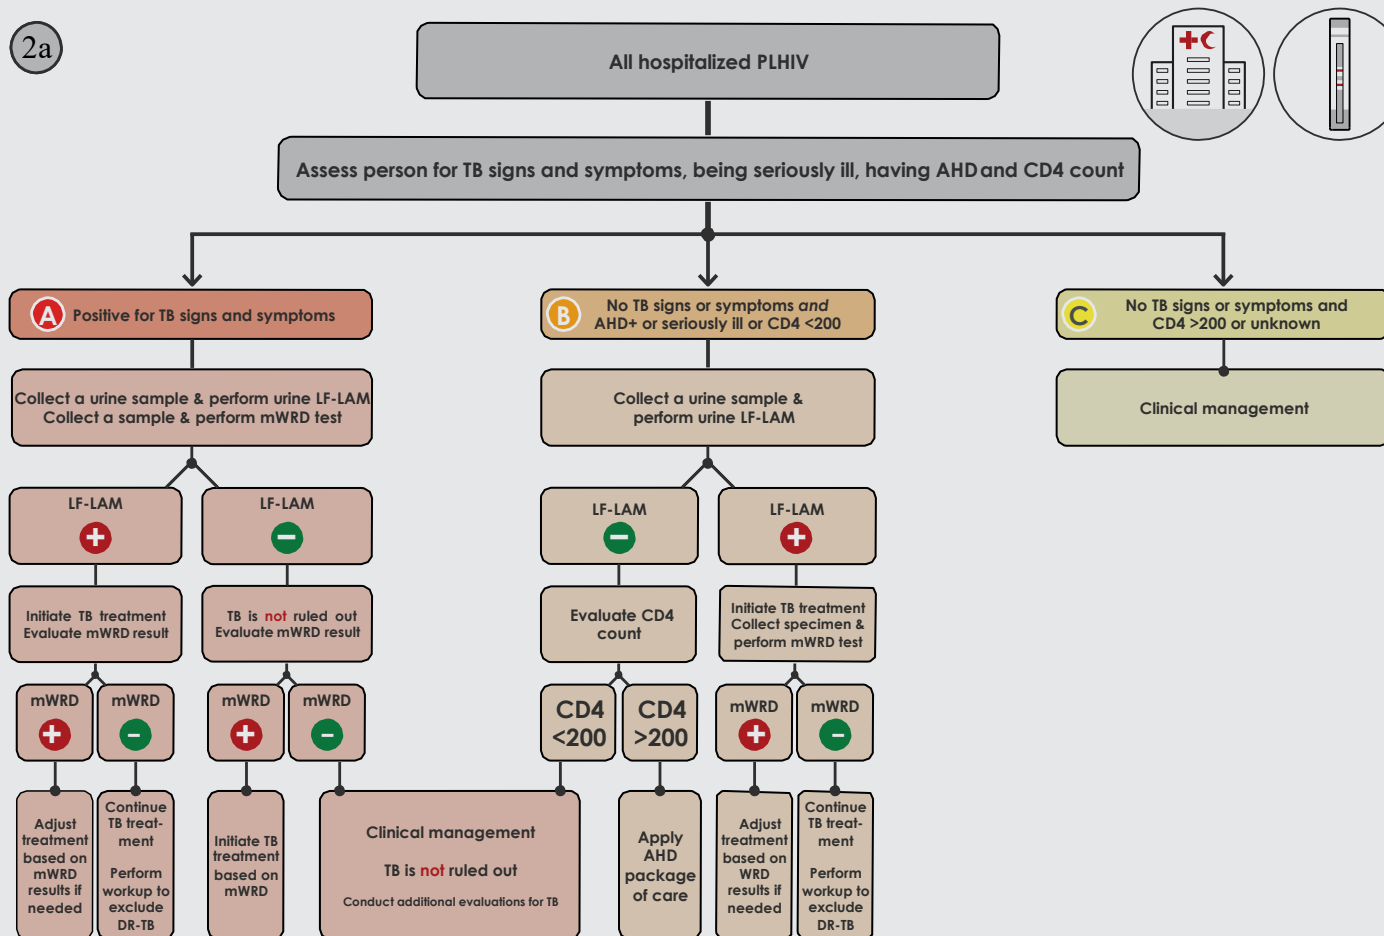 2a
All hospitalized PLHIV
Assess person for TB signs and symptoms, being seriously ill, having AHD and CD4 count
A
Positive for TB signs and symptoms
B
No TB signs or symptoms and
AHD+ or seriously ill or CD4 <200
C
No TB signs or symptoms and
CD4 >200 or unknown
Collect a urine sample & perform urine LF-LAM
Collect a sample & perform mWRD test
Collect a urine sample &
perform urine LF-LAM
Clinical management
LF-LAM
+
LF-LAM
−
LF-LAM
−
LF-LAM
+
Initiate TB treatment
Evaluate mWRD result
TB is not ruled out
Evaluate mWRD result
Evaluate CD4
count
Initiate TB treatment
Collect specimen &
perform mWRD test
mWRD
+
mWRD
−
mWRD
+
mWRD
−
CD4
<200
CD4
>200
mWRD
+
mWRD
−
Adjust
treatment
based on
mWRD
results if
needed
Continue
TB treat-
ment
Perform
workup to
exclude
DR-TB
Initiate TB
treatment
based on
mWRD
Clinical management
TB is not ruled out
Conduct additional evaluations for TB
Apply
AHD
package
of care
Adjust
treatment
based on
WRD
results if
needed
Continue
TB treat-
ment
Perform
workup to
exclude
DR-TB